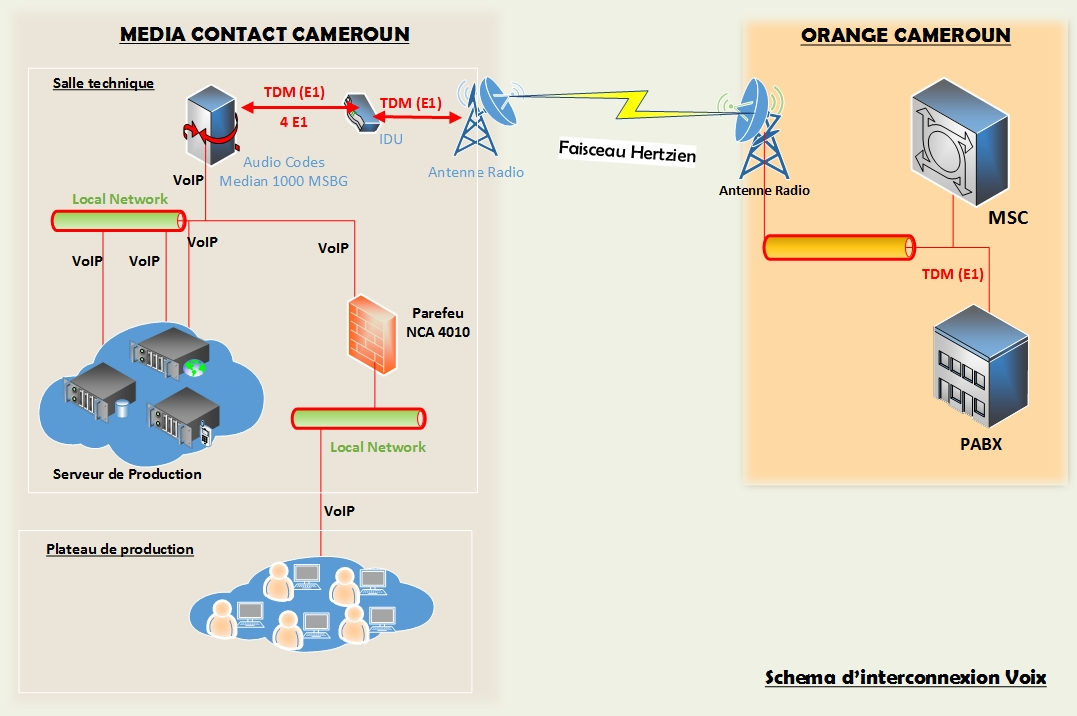 MEDIA CONTACT CAMEROUN
ORANGE CAMEROUN
Salle technique
TDM (E1)
4 E1
TDM (E1)
IDU
Audio Codes
Median 1000 MSBG
Antenne Radio
Faisceau Hertzien
Antenne Radio
MSC
VoIP
Local Network
VoIP
VoIP
VoIP
VoIP
TDM (E1)
Parefeu
NCA 4010
PABX
Local Network
Serveur de Production
VoIP
Plateau de production
Schema d'interconnexion Voix